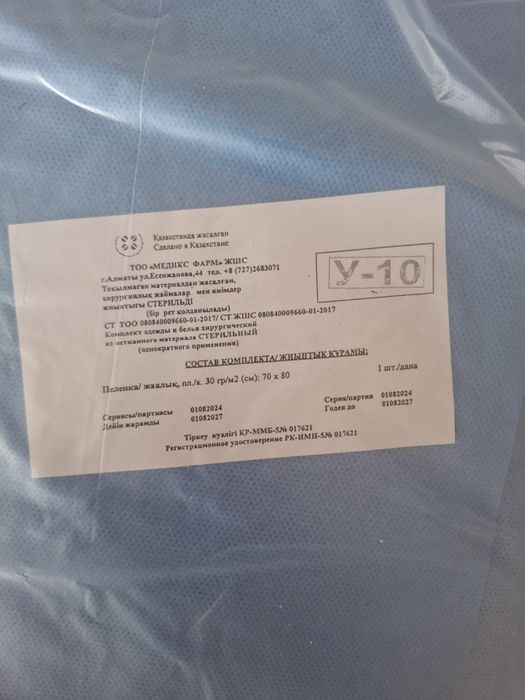 Қазақстанда жасалған
Сделано в Казахстане
ТОО «МЕДИКС ФАРМ» ЖШС
г.Алматы ул.Есенжанова,44 тел. +8 (727)2683071
Тоқылмаған материалдан жасалған,
хирургиялық жаймалар мен киімдер
жиынтығы СТЕРИЛЬДІ
(бір рет қолданылады)
СТ ТОО 080840009660-01-2017/ СТ ЖШС 080840009660-01-2017
Комплект одежды и белья хирургический
из нетканного материала СТЕРИЛЬНЫЙ
(однократного применения)
У-10
СОСТАВ КОМПЛЕКТА/ЖИЫНТЫҚ ҚҰРАМЫ:
Пеленка/ жаялық, пл./к. 30 гр/м2 (см): 70 х 80 1 шт./дана
Сериясы/партиясы 01082024 Серия/партия 01082024
Дейін жарамды 01082027 Годен до 01082027
Тіркеу куәлігі ҚР-ММБ-5№ 017621
Регистрационное удостоверение РК-ИМН-5№ 017621